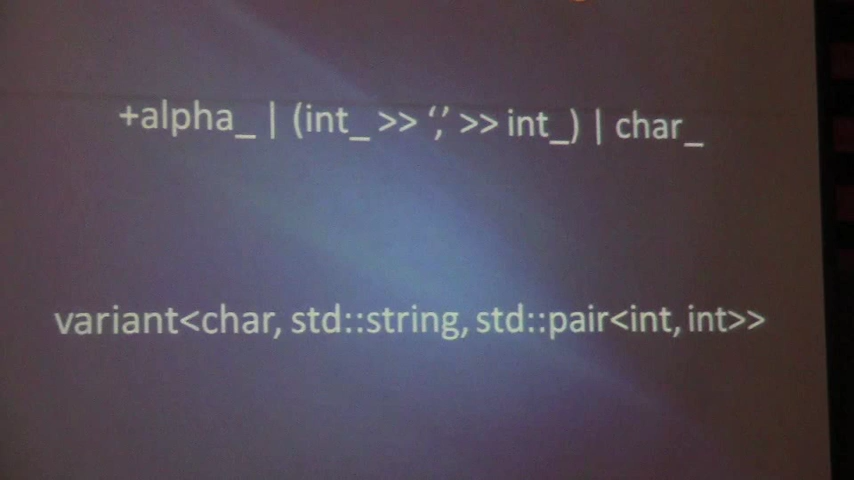 +alpha_ | (int_ >> ‘,’ >> int_) | char_
variant<char, std::string, std::pair<int, int>>